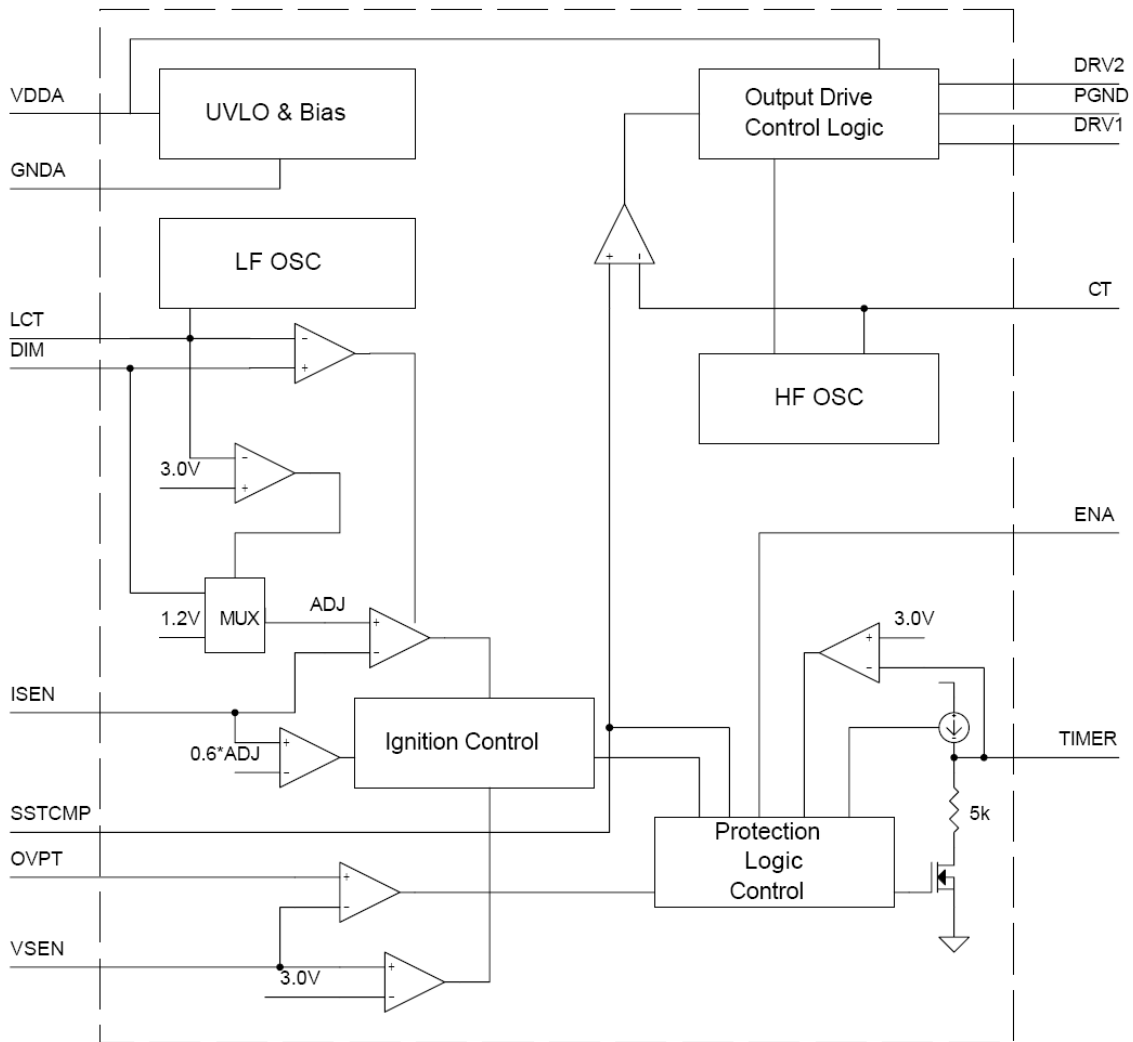 VDDA
UVLO & Bias
Output Drive
Control Logic
DRV2
PGND
DRV1
GNDA
LF OSC
+
-
CT
LCT
DIM
-
+
HF OSC
3.0V
-
+
ENA
1.2V
MUX
ADJ
+
-
3.0V
+
-
ISEN
0.6*ADJ
+
-
Ignition Control
TIMER
5k
SSTCMP
Protection
Logic
Control
OVPT
+
-
VSEN
3.0V
+
-